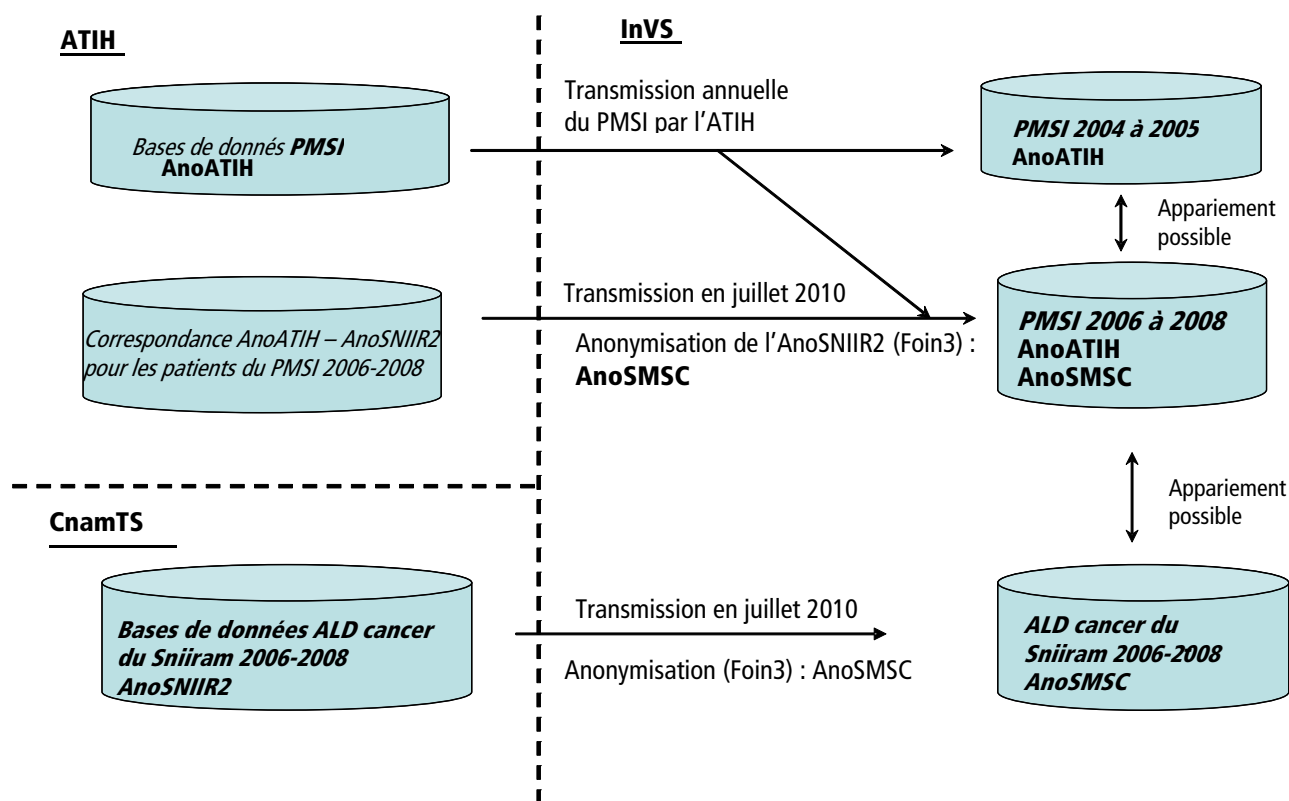 ATIH
InVS
Bases de donnés PMSI
AnoATIH
Transmission annuelle
du PMSI par l'ATIH
PMSI 2004 à 2005
AnoATIH
Appariement
possible
Correspondance AnoATIH – AnoSNIIR2
pour les patients du PMSI 2006-2008
Transmission en juillet 2010
Anonymisation de l'AnoSNIIR2 (Foin3) :
AnoSMSC
PMSI 2006 à 2008
AnoATIH
AnoSMSC
Appariement
possible
CnamTS
Bases de données ALD cancer
du Sniiram 2006-2008
AnoSNIIR2
Transmission en juillet 2010
Anonymisation (Foin3) : AnoSMSC
ALD cancer du
Sniiram 2006-2008
AnoSMSC